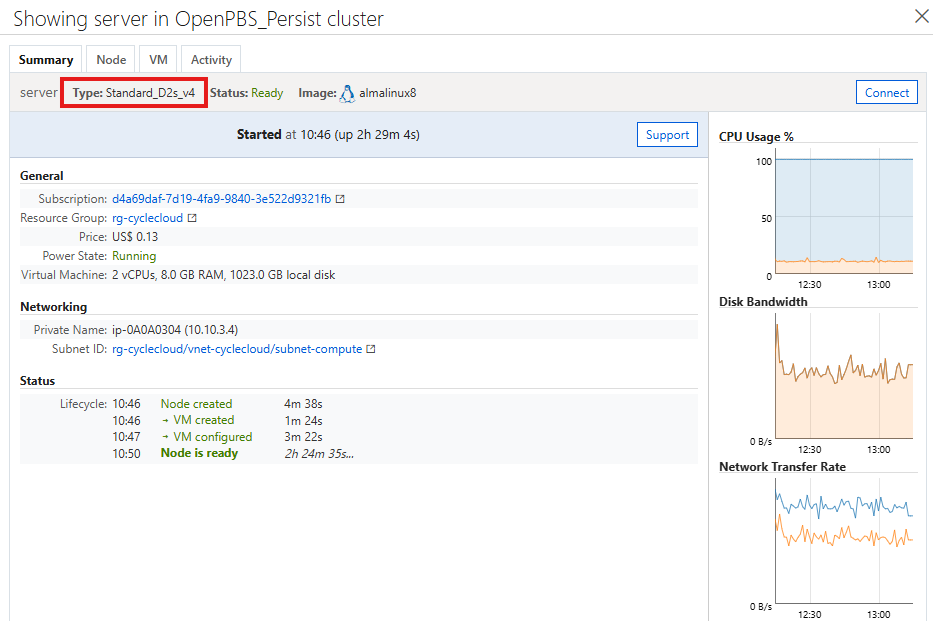 Showing server in OpenPBS_Persist cluster
Summary Node VM Activity
server Type: Standard_D2s_v4 Status: Ready Image: almalinux8 Connect
Started at 10:46 (up 2h 29m 4s) Support
General
Subscription: d4a69daf-7d19-4fa9-9840-3e522d9321fb
Resource Group: rg-cyclecloud
Price: US$ 0.13
Power State: Running
Virtual Machine: 2 vCPUs, 8.0 GB RAM, 1023.0 GB local disk
Networking
Private Name: ip-0A0A0304 (10.10.3.4)
Subnet ID: rg-cyclecloud/vnet-cyclecloud/subnet-compute
Status
Lifecycle: 10:46 Node created 4m 38s
10:46 → VM created 1m 24s
10:47 → VM configured 3m 22s
10:50 Node is ready 2h 24m 35s...
CPU Usage %
100
50
0
12:30 13:00
Disk Bandwidth
0 B/s
12:30 13:00
Network Transfer Rate
0 B/s
12:30 13:00